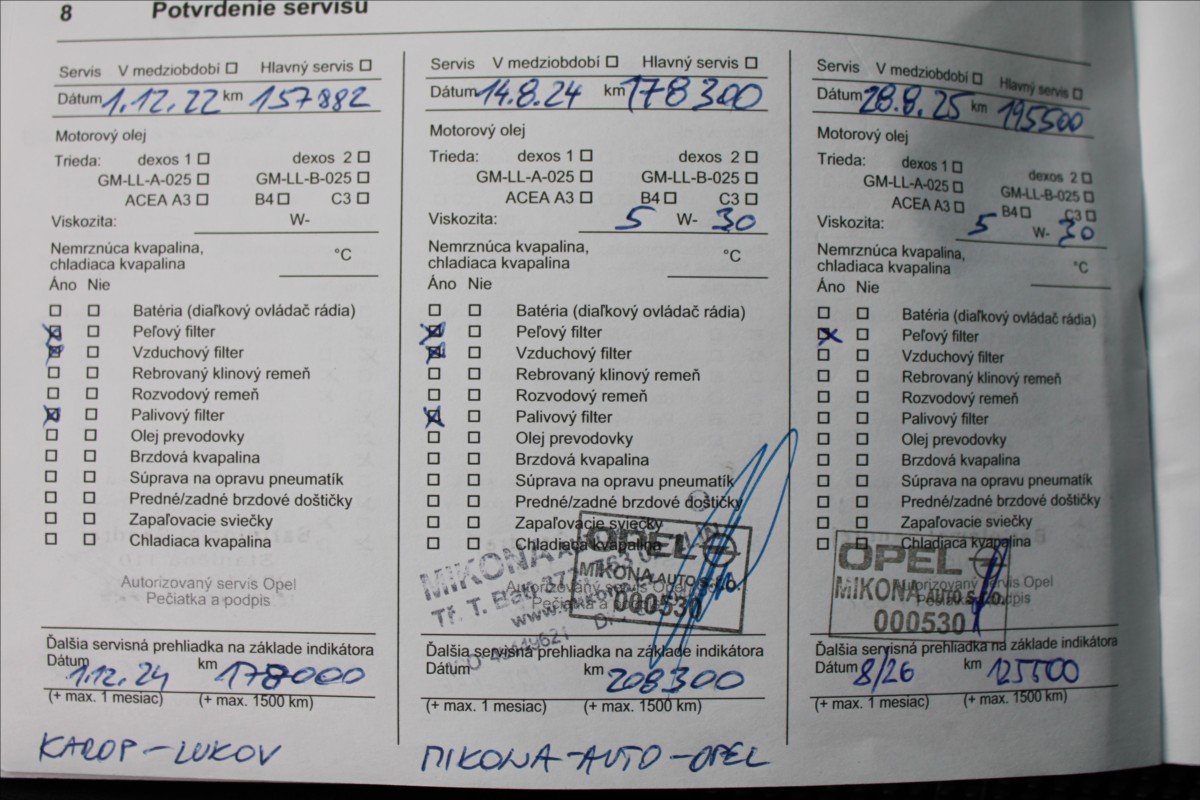 8 Potvrdenie servisu
Servis V medziobdobí Hlavný servis
Dátum 1.12.22 km 157882
Motorový olej
Trieda: dexos 1 dexos 2
GM-LL-A-025 GM-LL-B-025
ACEA A3 B4 C3
Viskozita: W-
Nemrznúca kvapalina,
chladiaca kvapalina °C
Áno Nie
Batéria (diaľkový ovládač rádia)
Peľový filter
Vzduchový filter
Rebrovaný klinový remeň
Rozvodový remeň
Palivový filter
Olej prevodovky
Brzdová kvapalina
Súprava na opravu pneumatík
Predné/zadné brzdové doštičky
Zapaľovacie sviečky
Chladiaca kvapalina
Autorizovaný servis Opel
Pečiatka a podpis
Ďalšia servisná prehliadka na základe indikátora
Dátum 1.12.24 km 178000
(+ max. 1 mesiac) (+ max. 1500 km)
KAROP-LUKOV
Servis V medziobdobí Hlavný servis
Dátum 14.8.24 km 178300
Motorový olej
Trieda: dexos 1 dexos 2
GM-LL-A-025 GM-LL-B-025
ACEA A3 B4 C3
Viskozita: 5 W- 30
Nemrznúca kvapalina,
chladiaca kvapalina °C
Áno Nie
Batéria (diaľkový ovládač rádia)
Peľový filter
Vzduchový filter
Rebrovaný klinový remeň
Rozvodový remeň
Palivový filter
Olej prevodovky
Brzdová kvapalina
Súprava na opravu pneumatík
Predné/zadné brzdové doštičky
Zapaľovacie sviečky
Chladiaca kvapalina
OPEL
MIKONA AUTO s.r.o.
000530
MIKONA
Tř. T.
Autorizovaný servis Opel
Pečiatka a podpis
Ďalšia servisná prehliadka na základe indikátora
Dátum km 208300
(+ max. 1 mesiac) (+ max. 1500 km)
MIKONA-AUTO-OPEL
Servis V medziobdobí Hlavný servis
Dátum 28.8.25 km 195500
Motorový olej
Trieda: dexos 1 dexos 2
GM-LL-A-025 GM-LL-B-025
ACEA A3 B4 C3
Viskozita: 5 W- 30
Nemrznúca kvapalina,
chladiaca kvapalina °C
Áno Nie
Batéria (diaľkový ovládač rádia)
Peľový filter
Vzduchový filter
Rebrovaný klinový remeň
Rozvodový remeň
Palivový filter
Olej prevodovky
Brzdová kvapalina
Súprava na opravu pneumatík
Predné/zadné brzdové doštičky
Zapaľovacie sviečky
Chladiaca kvapalina
OPEL
MIKONA AUTO s.r.o.
000530
Autorizovaný servis Opel
Pečiatka a podpis
Ďalšia servisná prehliadka na základe indikátora
Dátum 8/26 km 125500
(+ max. 1 mesiac) (+ max. 1500 km)